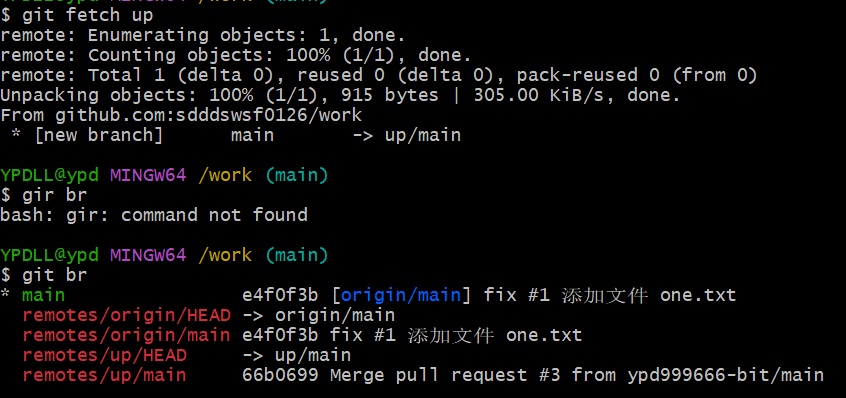 YPDLL@ypd MINGW64 /work (main)
$ git fetch up
remote: Enumerating objects: 1, done.
remote: Counting objects: 100% (1/1), done.
remote: Total 1 (delta 0), reused 0 (delta 0), pack-reused 0 (from 0)
Unpacking objects: 100% (1/1), 915 bytes | 305.00 KiB/s, done.
From github.com:sdddswsf0126/work
 * [new branch]      main       -> up/main
YPDLL@ypd MINGW64 /work (main)
$ gir br
bash: gir: command not found
YPDLL@ypd MINGW64 /work (main)
$ git br
* main                e4f0f3b [origin/main] fix #1 添加文件 one.txt
  remotes/origin/HEAD -> origin/main
  remotes/origin/main e4f0f3b fix #1 添加文件 one.txt
  remotes/up/HEAD     -> up/main
  remotes/up/main     66b0699 Merge pull request #3 from ypd999666-bit/main